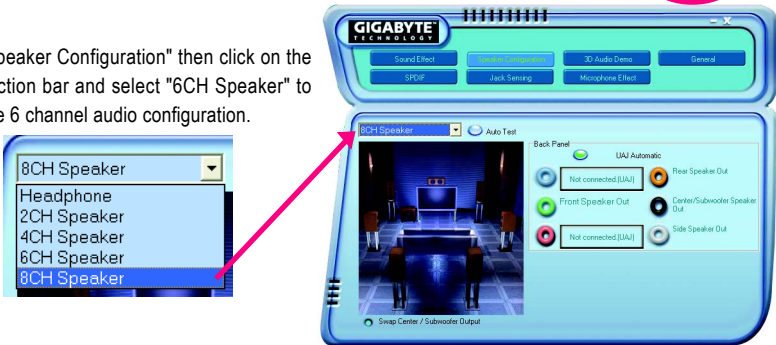 peaker Configuration" then click on the
ction bar and select "6CH Speaker" to
e 6 channel audio configuration.
8CH Speaker
Headphone
2CH Speaker
4CH Speaker
6CH Speaker
8CH Speaker
GIGABYTE
TECHNOLOGY
Sound Effect
Speaker Configuration
3D Audio Demo
General
SPDIF
Jack Sensing
Microphone Effect
8CH Speaker
Auto Test
Back Panel
UAJ Automatic
Not connected.(UAJ)
Rear Speaker Out
Front Speaker Out
Center/Subwoofer Speaker
Out
Not connected.(UAJ)
Side Speaker Out
Swap Center / Subwoofer Output